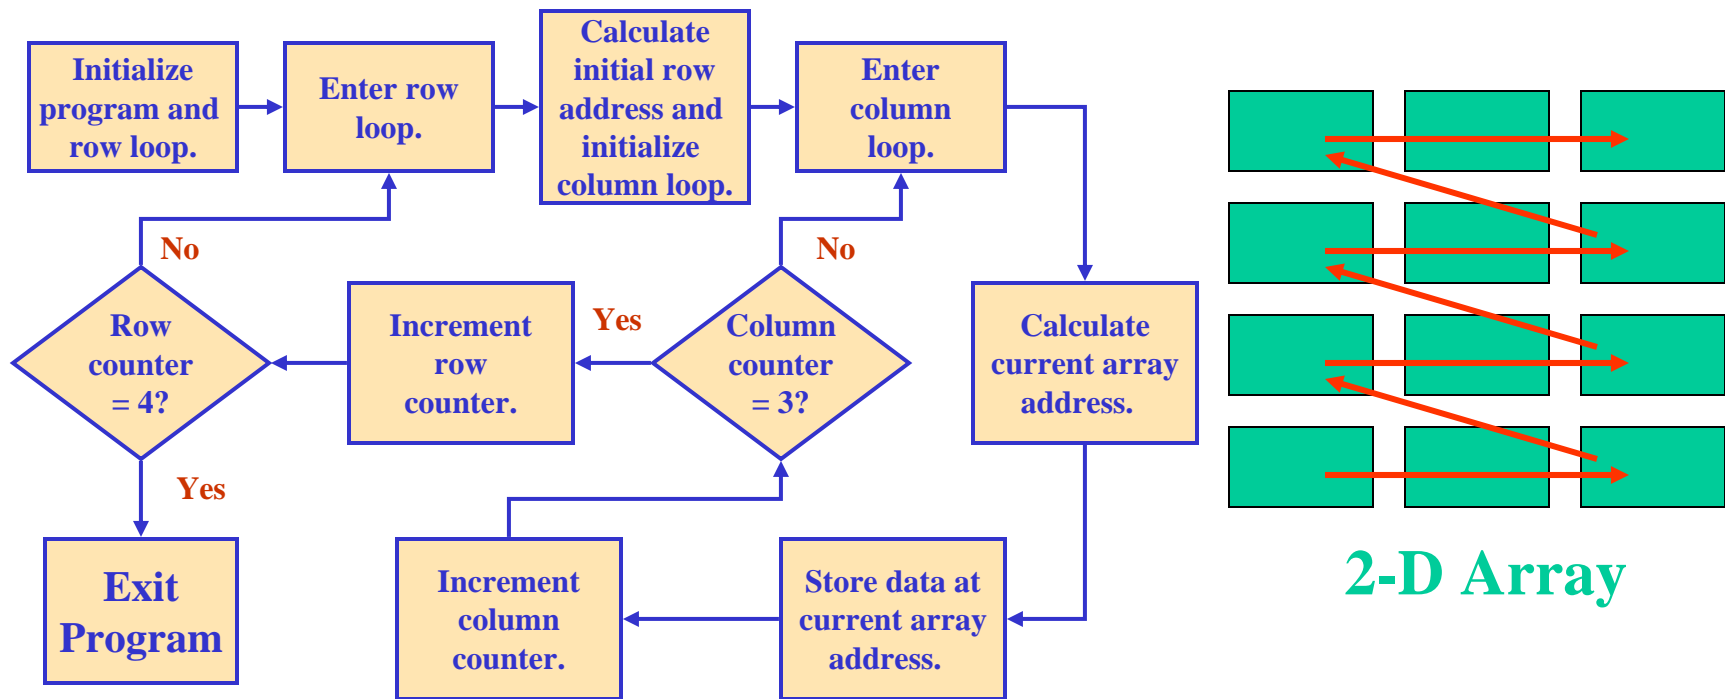 Initialize
program and
row loop.
Enter row
loop.
Calculate
initial row
address and
initialize
column loop.
Enter
column
loop.
No
No
Row
counter
= 4?
Increment
row
counter.
Yes
Column
counter
= 3?
Calculate
current array
address.
Yes
Exit
Program
Increment
column
counter.
Store data at
current array
address.
2-D Array